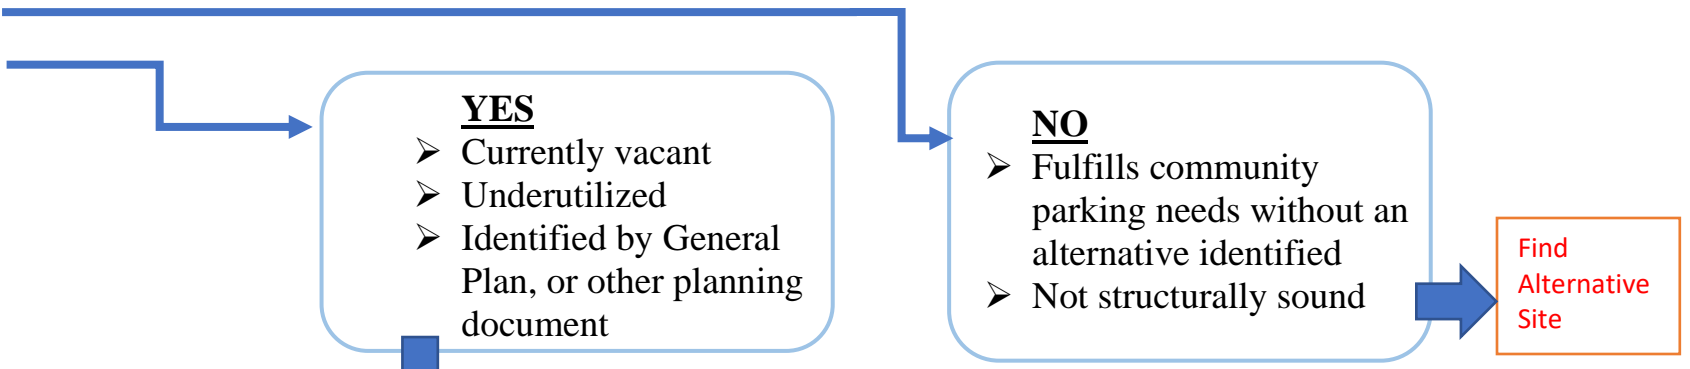 YES
➢ Currently vacant
➢ Underutilized
➢ Identified by General
Plan, or other planning
document
NO
➢ Fulfills community
parking needs without an
alternative identified
➢ Not structurally sound
Find
Alternative
Site